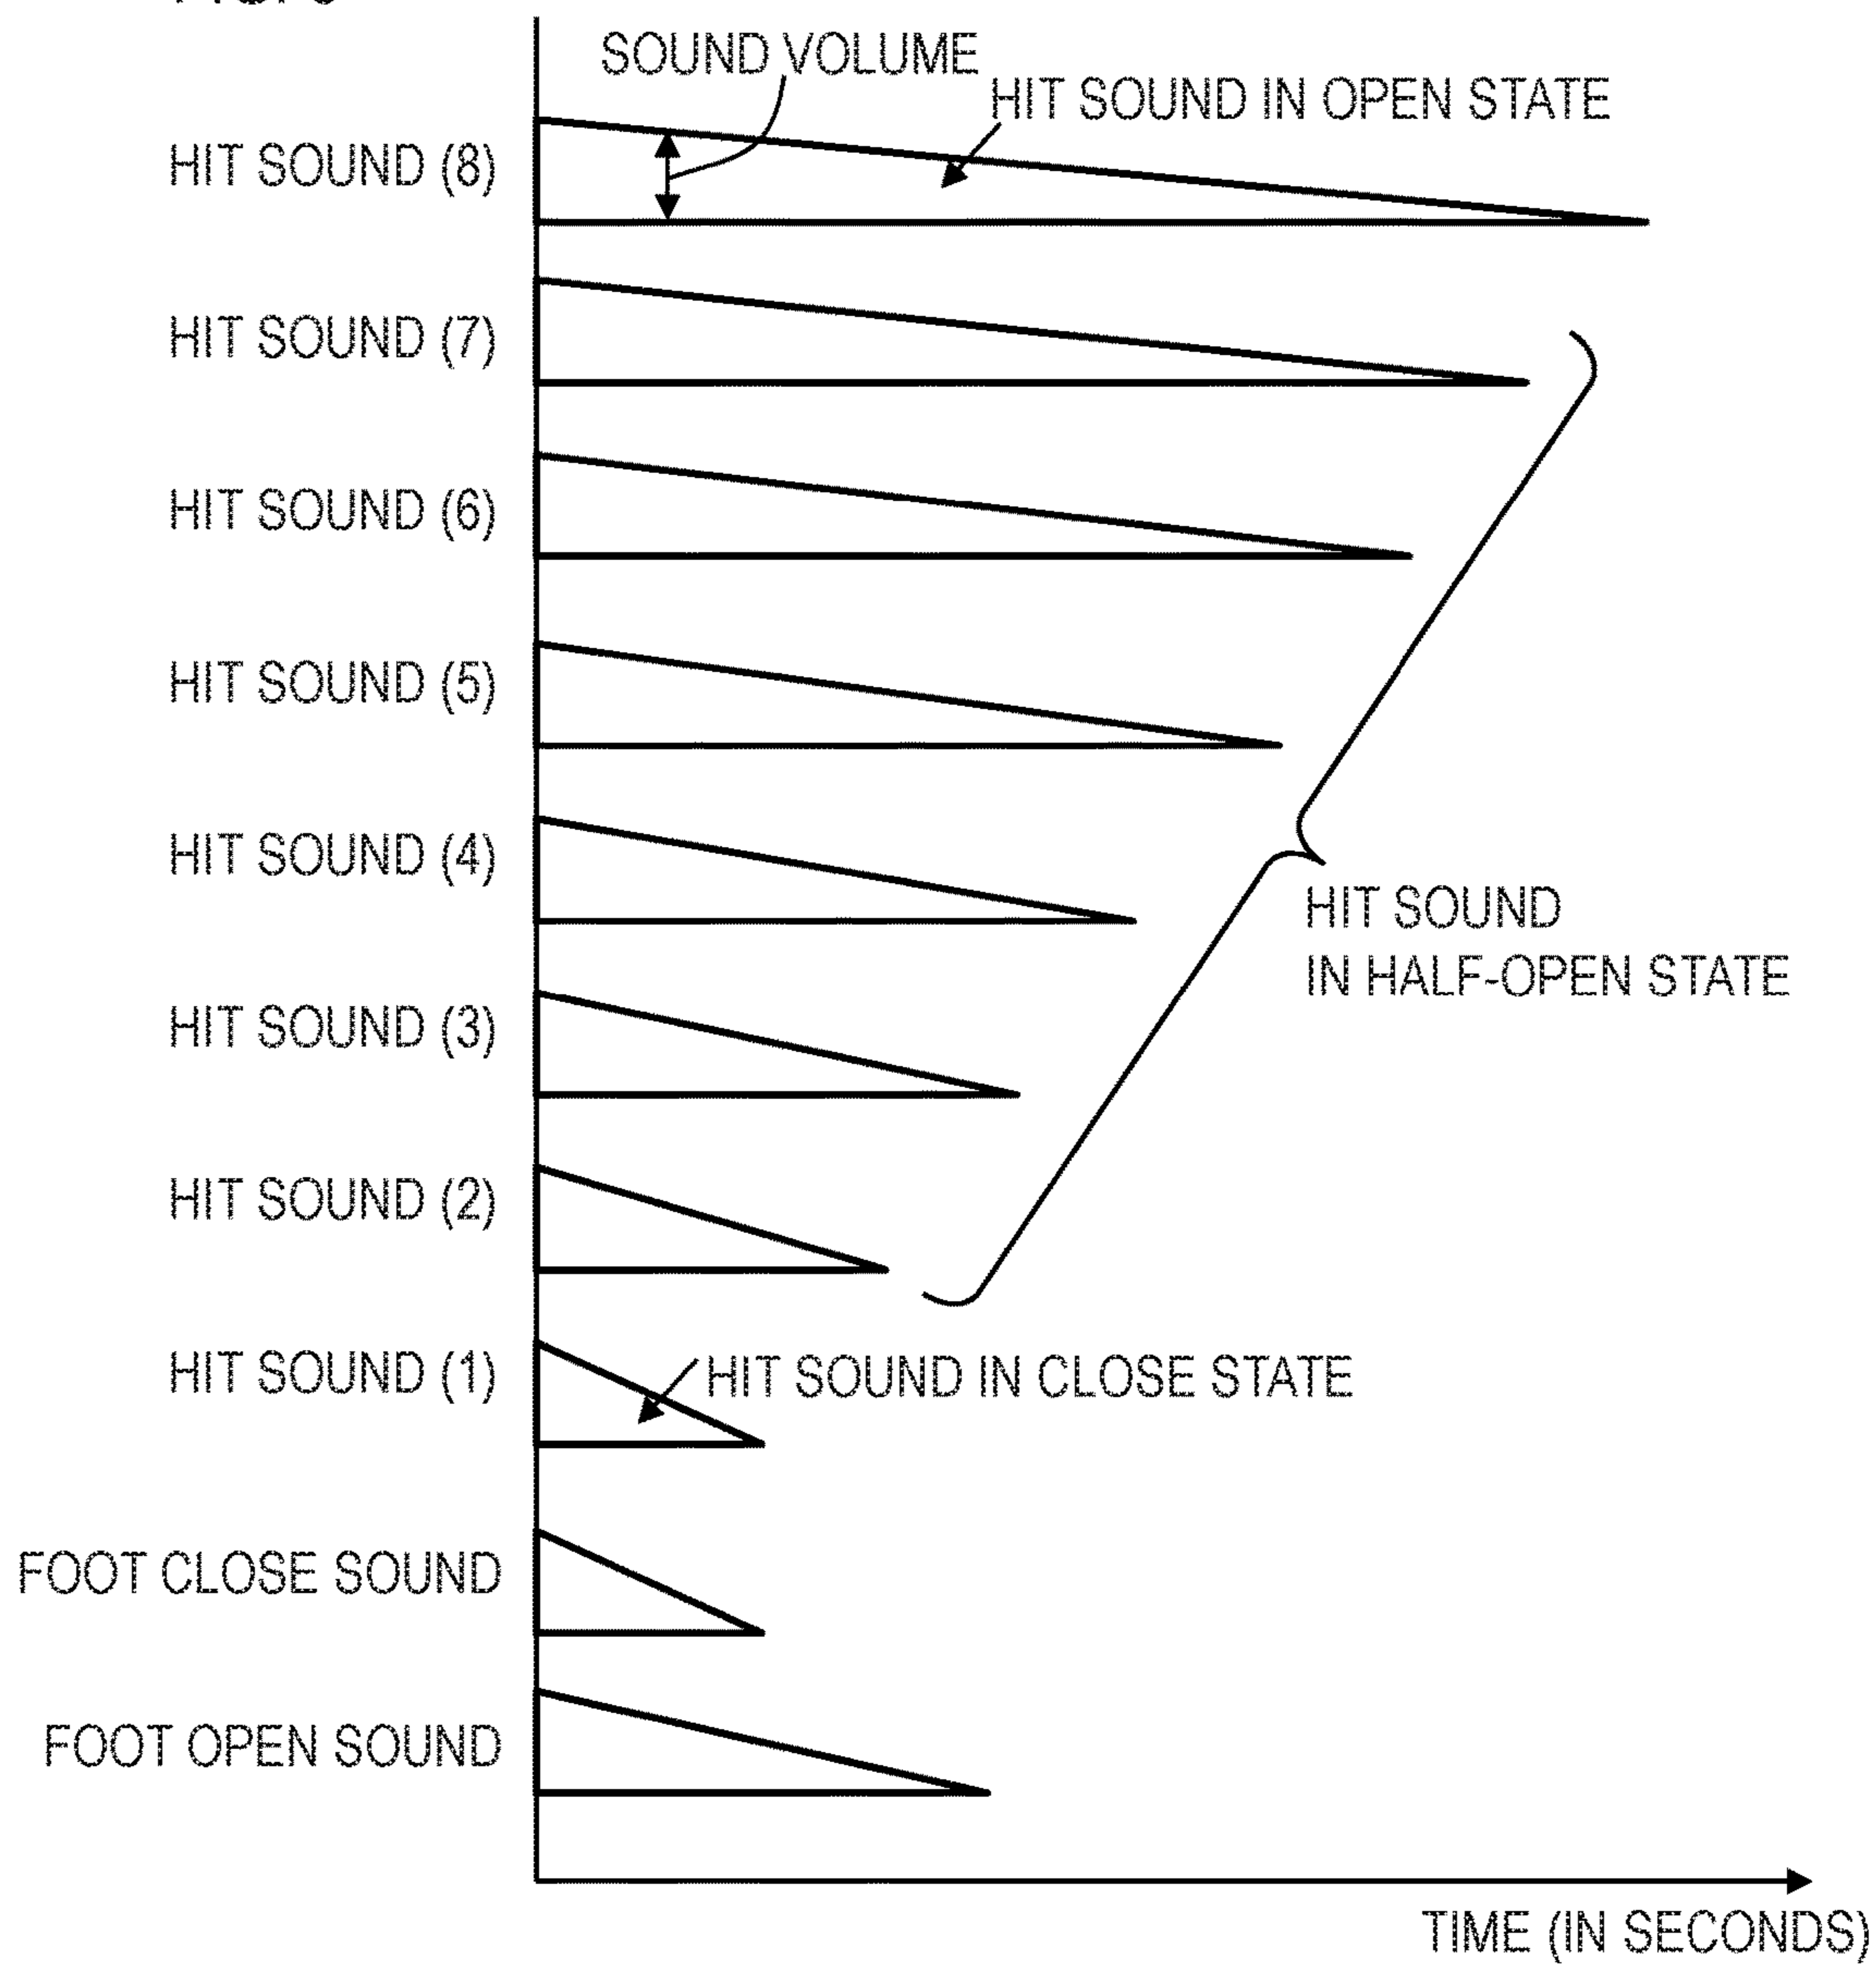 SOUND VOLUME
HIT SOUND IN OPEN STATE
HIT SOUND (8)
HIT SOUND (7)
HIT SOUND (6)
HIT SOUND (5)
HIT SOUND (4)
HIT SOUND
IN HALF-OPEN STATE
HIT SOUND (3)
HIT SOUND (2)
HIT SOUND (1)
HIT SOUND IN CLOSE STATE
FOOT CLOSE SOUND
FOOT OPEN SOUND
TIME (IN SECONDS)